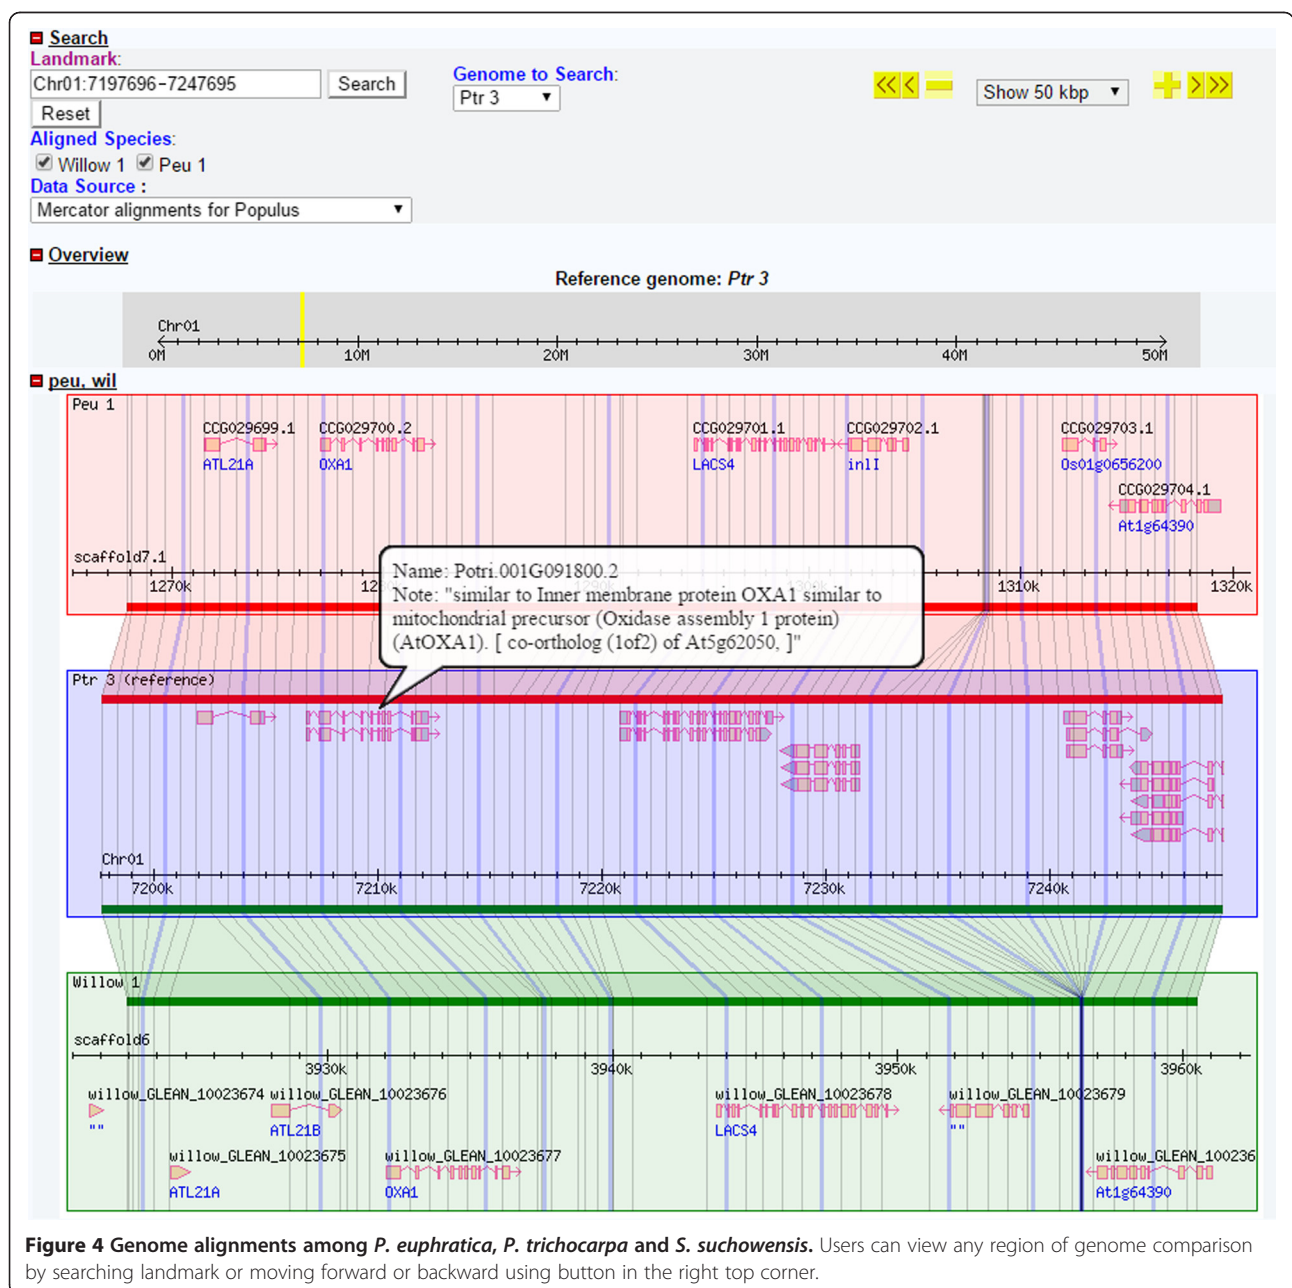 Search
Landmark:
Chr01:7197696-7247695 Search
Reset
Genome to Search:
Ptr 3
<< < Show 50 kbp > >>
Aligned Species:
Willow 1 Peu 1
Data Source :
Mercator alignments for Populus
Overview
Reference genome: Ptr 3
Chr01
0M 10M 20M 30M 40M 50M
peu, wil
Peu 1
CCG029699.1 CCG029700.2 CCG029701.1 CCG029702.1 CCG029703.1
ATL21A OXA1 LACS4 inlI Os01g0656200
CCG029704.1
At1g64390
scaffold7.1
1270k 1290k 1300k 1310k 1320k
Name: Potri.001G091800.2
Note: "similar to Inner membrane protein OXA1 similar to
mitochondrial precursor (Oxidase assembly 1 protein)
(AtOXA1). [ co-ortholog (1of2) of At5g62050, ]"
Ptr 3 (reference)
Chr01
7200k 7210k 7220k 7230k 7240k
Willow 1
scaffold6
3930k 3940k 3950k 3960k
willow_GLEAN_10023674 willow_GLEAN_10023676 willow_GLEAN_10023678 willow_GLEAN_10023679
"" ATL21B LACS4 ""
willow_GLEAN_10023675 willow_GLEAN_10023677 willow_GLEAN_100236
ATL21A OXA1 At1g64390
Figure 4 Genome alignments among P. euphratica, P. trichocarpa and S. suchowensis. Users can view any region of genome comparison
by searching landmark or moving forward or backward using button in the right top corner.